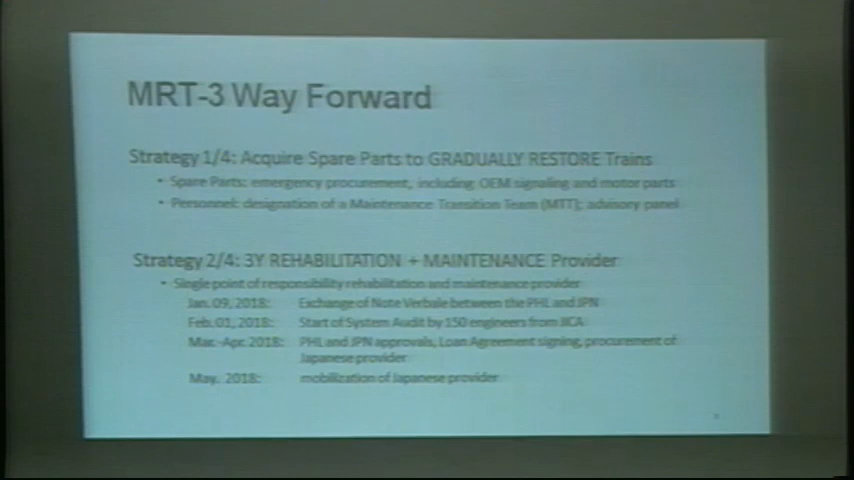 MRT-3 Way Forward
Strategy 1/4: Acquire Spare Parts to GRADUALLY RESTORE Trains
• Spare Parts: emergency procurement, including OEM signaling and motor parts
• Personnel: designation of a Maintenance Transition Team (MTT); advisory panel
Strategy 2/4: 3Y REHABILITATION + MAINTENANCE Provider
• Single point of responsibility rehabilitation and maintenance provider
Jan. 09, 2018: Exchange of Note Verbale between the PHL and JPN
Feb. 01, 2018: Start of System Audit by 150 engineers from JICA
Mar.-Apr. 2018: PHL and JPN approvals, Loan Agreement signing, procurement of
Japanese provider
May. 2018: mobilization of Japanese provider